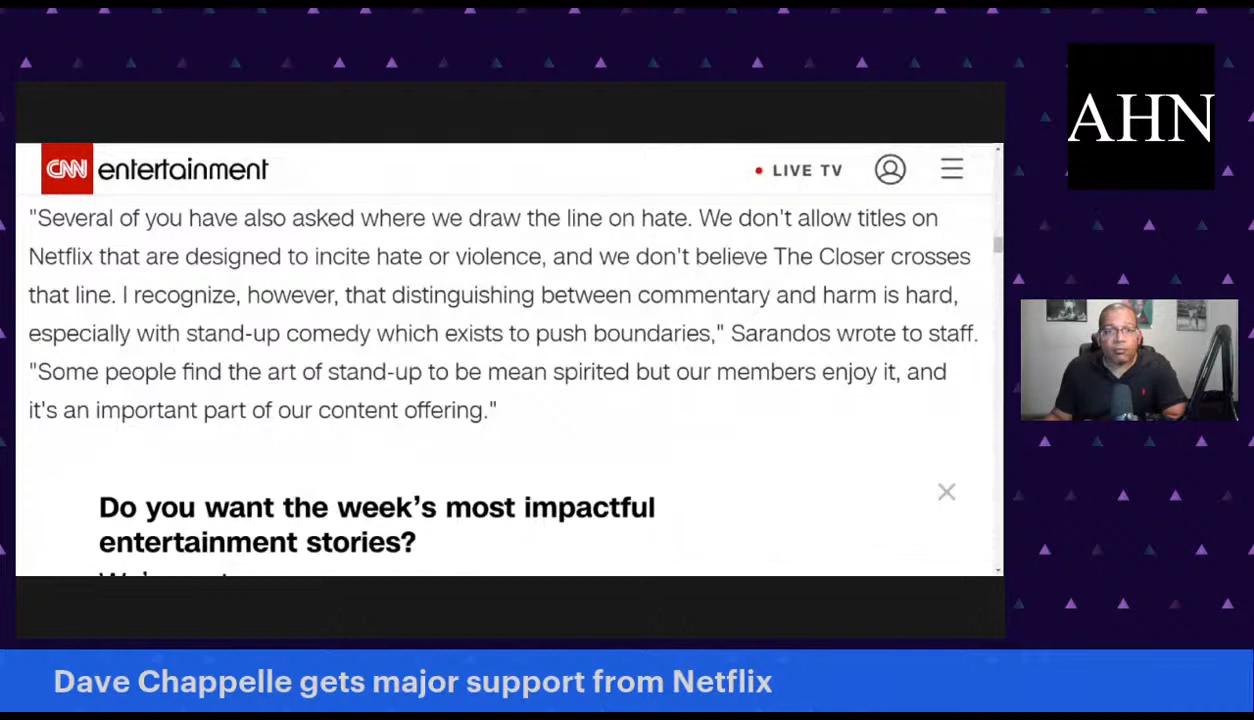 AHN
CNN entertainment
LIVE TV
"Several of you have also asked where we draw the line on hate. We don't allow titles on
Netflix that are designed to incite hate or violence, and we don't believe The Closer crosses
that line. I recognize, however, that distinguishing between commentary and harm is hard,
especially with stand-up comedy which exists to push boundaries," Sarandos wrote to staff.
"Some people find the art of stand-up to be mean spirited but our members enjoy it, and
it's an important part of our content offering."
Do you want the week's most impactful
entertainment stories?
Dave Chappelle gets major support from Netflix